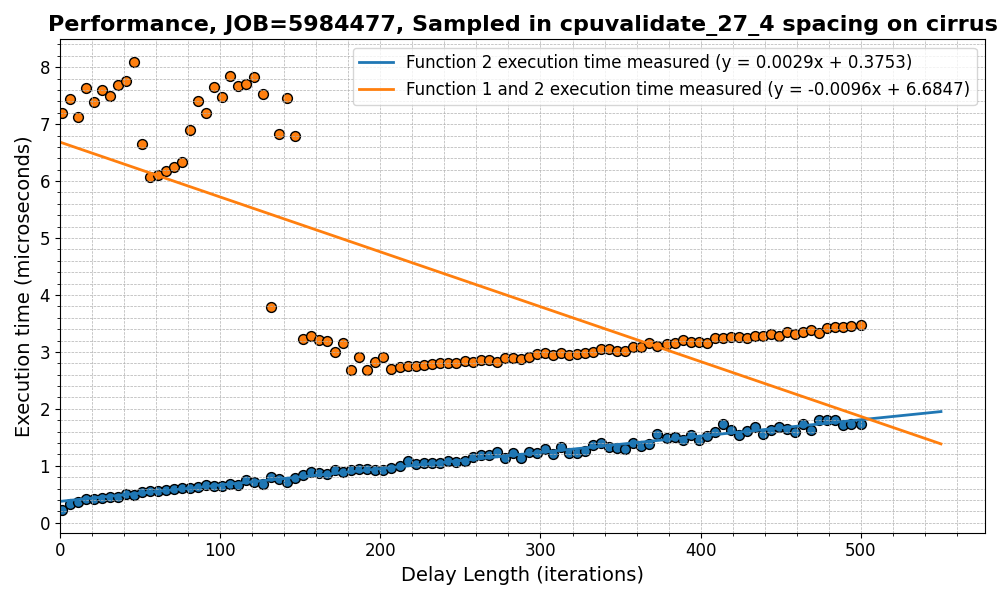 Performance, JOB=5984477, Sampled in cpuvalidate_27_4 spacing on cirrus
Function 2 execution time measured (y = 0.0029x + 0.3753)
Function 1 and 2 execution time measured (y = -0.0096x + 6.6847)
Execution time (microseconds)
8
7
6
5
4
3
2
1
0
0 100 200 300 400 500
Delay Length (iterations)